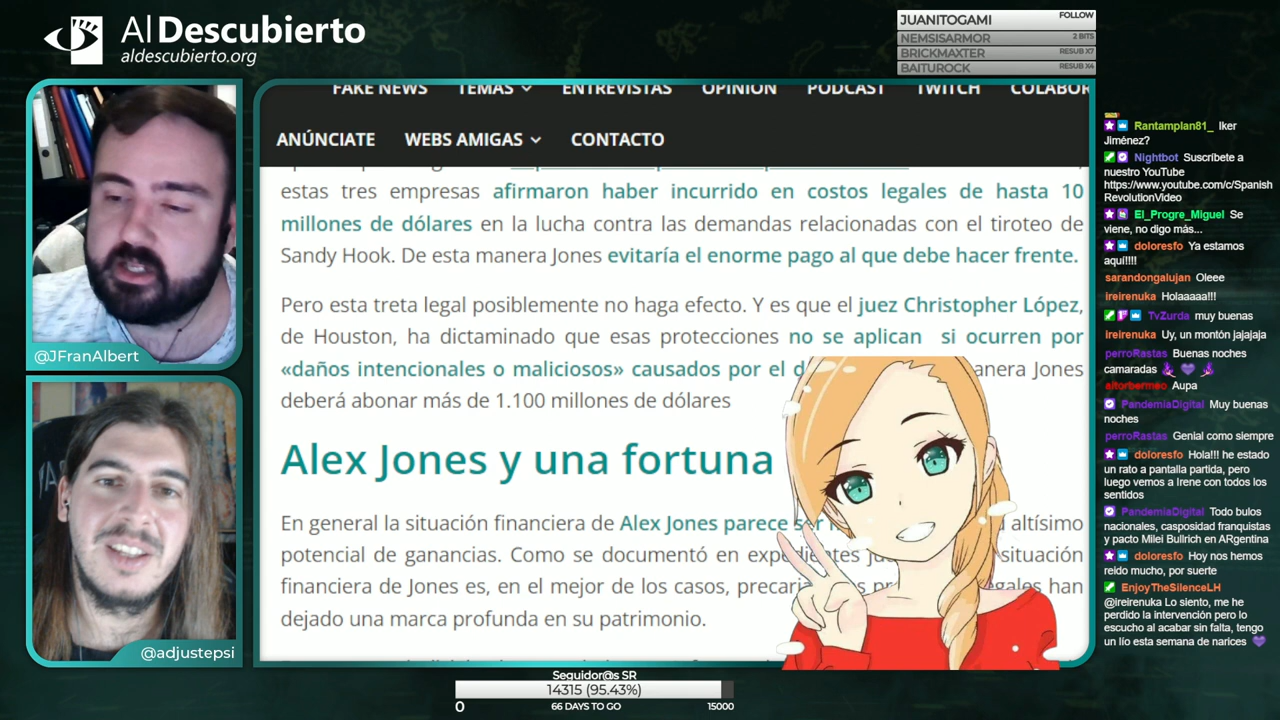 Al Descubierto
aldescubierto.org
JUANITOGAMI FOLLOW
NEMSISARMOR 2 BITS
BRICKMAXTER RESUB X7
BAITUROCK RESUB X4
FAKE NEWS TEMAS ENTREVISTAS OPINIÓN PODCAST TWITCH COLABOR
ANÚNCIATE WEBS AMIGAS CONTACTO
estas tres empresas afirmaron haber incurrido en costos legales de hasta 10
millones de dólares en la lucha contra las demandas relacionadas con el tiroteo de
Sandy Hook. De esta manera Jones evitaría el enorme pago al que debe hacer frente.
Pero esta treta legal posiblemente no haga efecto. Y es que el juez Christopher López,
de Houston, ha dictaminado que esas protecciones no se aplican si ocurren por
«daños intencionales o maliciosos» causados por el d anera Jones
deberá abonar más de 1.100 millones de dólares
Alex Jones y una fortuna
En general la situación financiera de Alex Jones parece ser altísimo
potencial de ganancias. Como se documentó en expedientes situación
financiera de Jones es, en el mejor de los casos, precaria egales han
dejado una marca profunda en su patrimonio.
@JFranAlbert
@adjustepsi
Rantamplan81_ Iker
Jiménez?
Nightbot Suscríbete a
nuestro YouTube
https://www.youtube.com/c/Spanish
RevolutionVideo
El_Progre_Miguel Se
viene, no digo más...
doloresfo Ya estamos
aquí!!!!
sarandongalujan Oleee
ireirenuka Holaaaaa!!!
TvZurda muy buenas
ireirenuka Uy, un montón jajajaja
perroRastas Buenas noches
camaradas
aitorbermeo Aupa
PandemiaDigital Muy buenas
noches
perroRastas Genial como siempre
doloresfo Hola!!! he estado
un rato a pantalla partida, pero
luego vemos a Irene con todos los
sentidos
PandemiaDigital Todo bulos
nacionales, casposidad franquistas
y pacto Milei Bullrich en ARgentina
doloresfo Hoy nos hemos
reido mucho, por suerte
EnjoyTheSilenceLH
@ireirenuka Lo siento, me he
perdido la intervención pero lo
escucho al acabar sin falta, tengo
un lío esta semana de narices
Seguidor@s SR
14315 (95.43%)
0 66 DAYS TO GO 15000